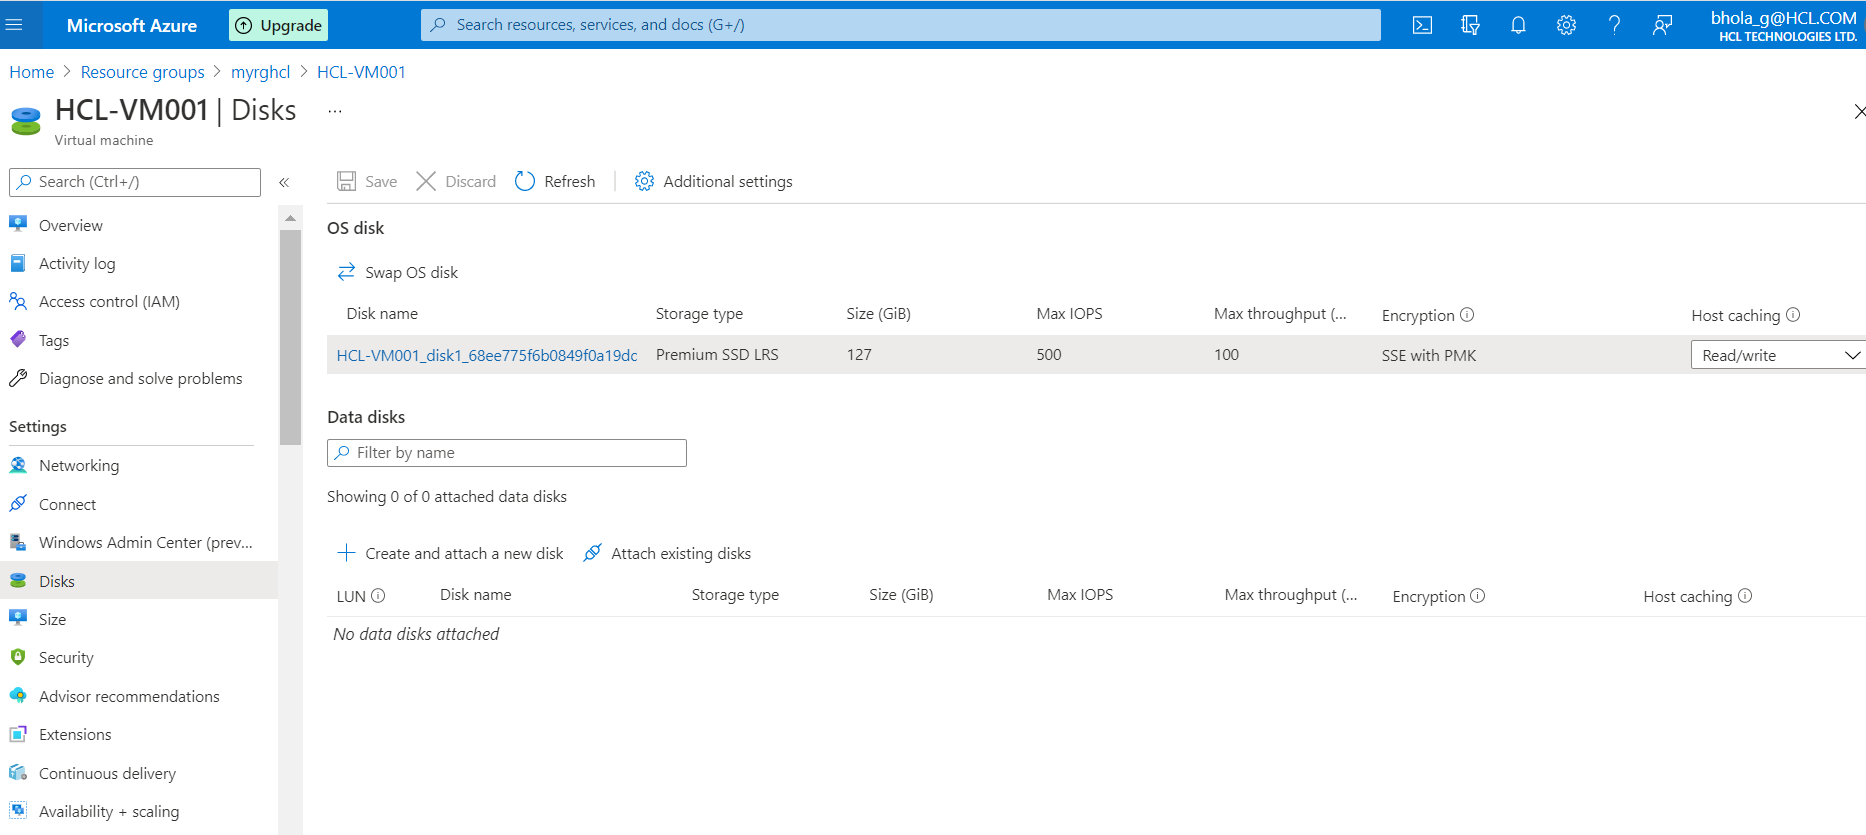 Microsoft Azure
Upgrade
Search resources, services, and docs (G+/)
bhola_g@HCL.COM
HCL TECHNOLOGIES LTD.
Home > Resource groups > myrghcl > HCL-VM001
HCL-VM001 | Disks ...
Virtual machine
Search (Ctrl+/)
«
Overview
Activity log
Access control (IAM)
Tags
Diagnose and solve problems
Settings
Networking
Connect
Windows Admin Center (prev...
Disks
Size
Security
Advisor recommendations
Extensions
Continuous delivery
Availability + scaling
Save
Discard
Refresh
Additional settings
OS disk
Swap OS disk
Disk name Storage type Size (GiB) Max IOPS Max throughput (... Encryption Host caching
HCL-VM001_disk1_68ee775f6b0849f0a19dc Premium SSD LRS 127 500 100 SSE with PMK Read/write
Data disks
Filter by name
Showing 0 of 0 attached data disks
Create and attach a new disk
Attach existing disks
LUN Disk name Storage type Size (GiB) Max IOPS Max throughput (... Encryption Host caching
No data disks attached